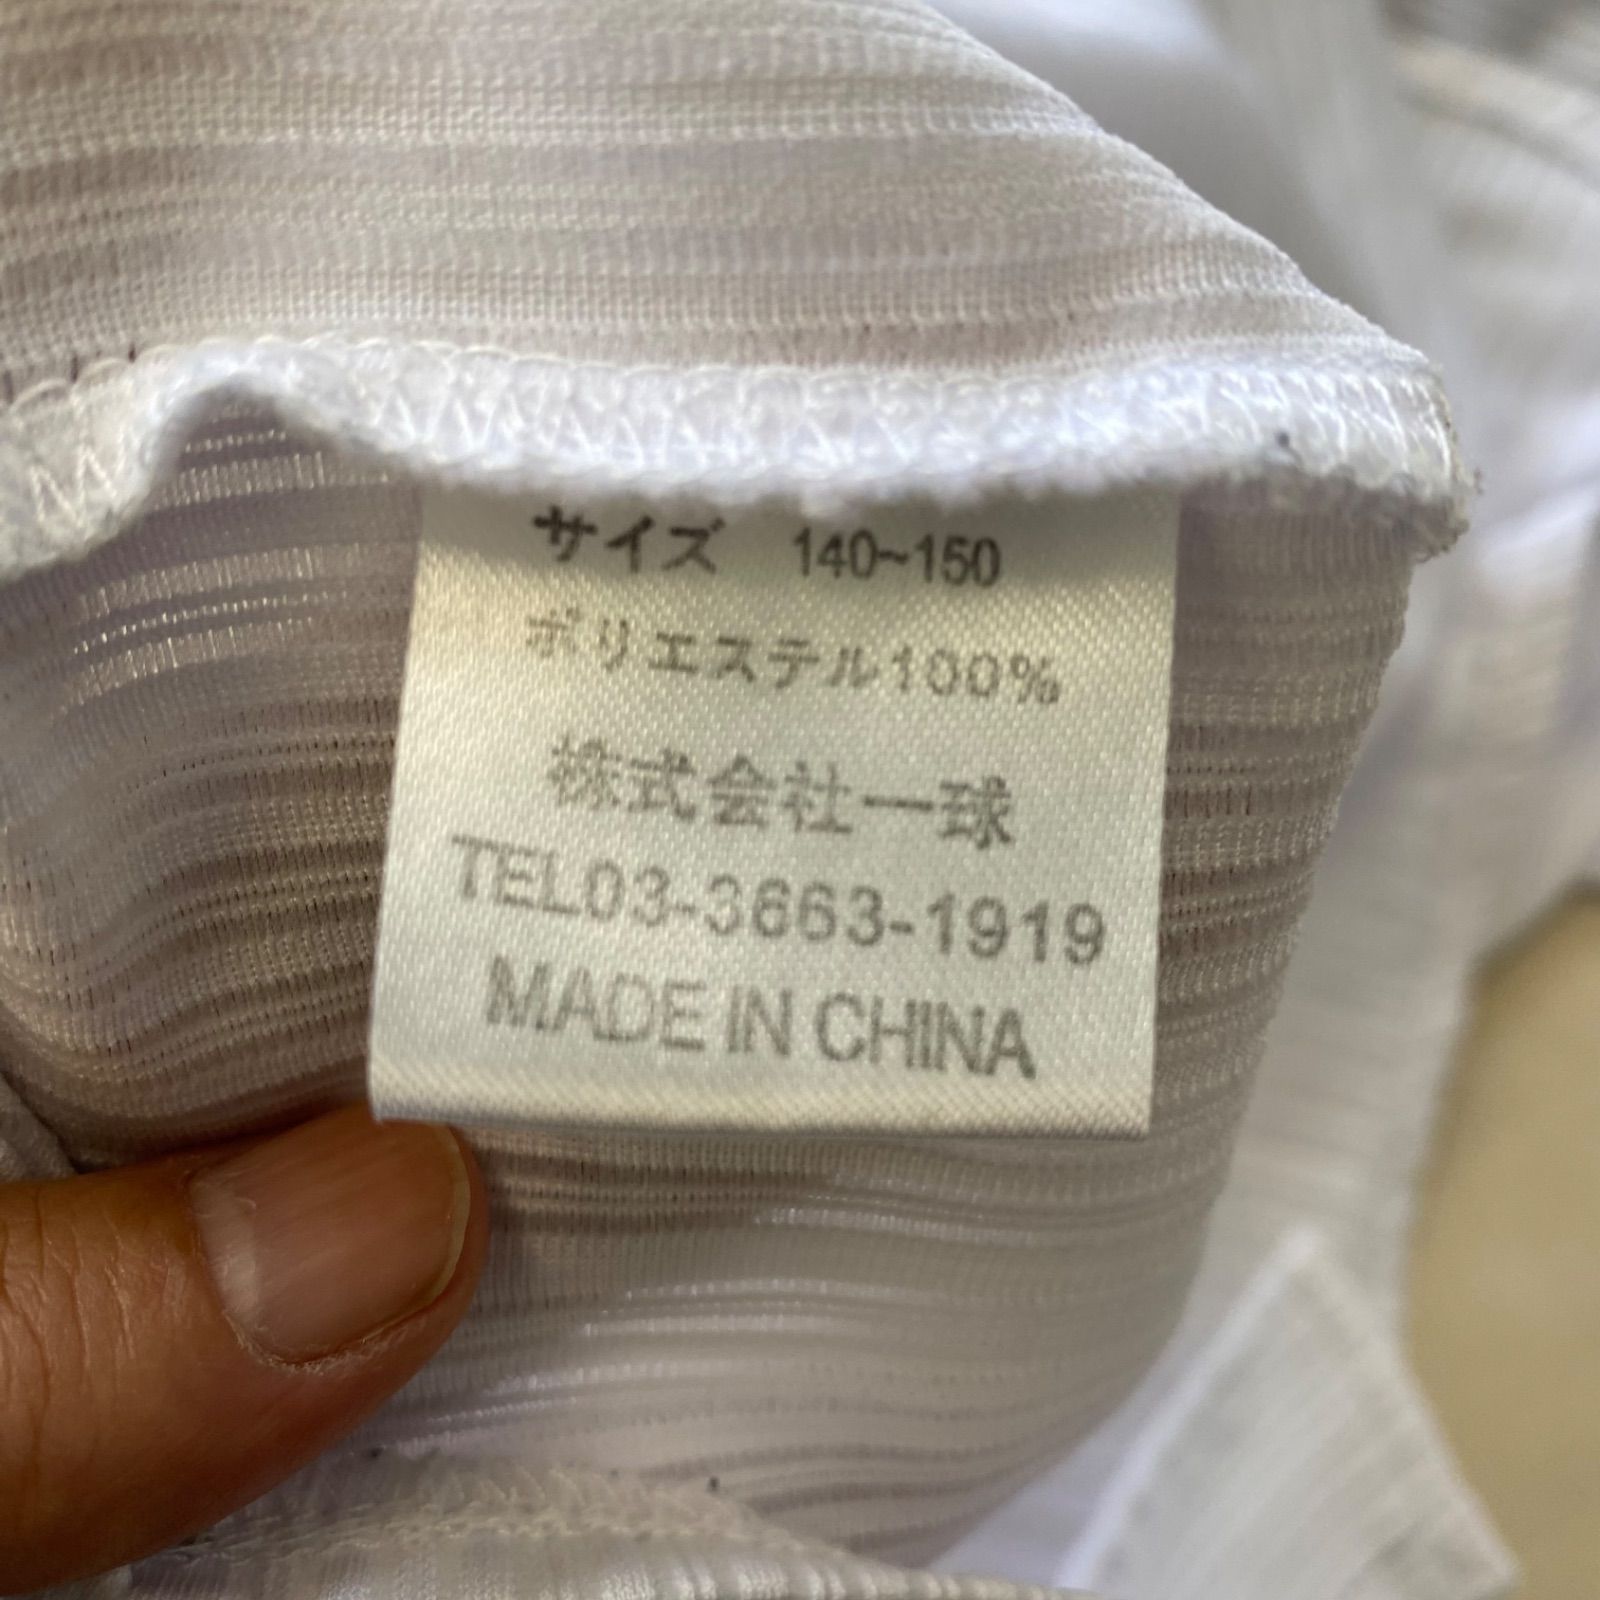 サイズ 140~150
ポリエステル100%
株式会社一球
TEL03-3663-1919
MADE IN CHINA